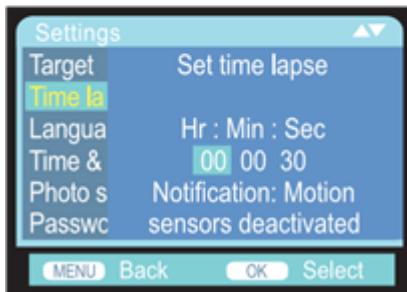 Settings
Target
Set time lapse
Time la
Langua
Hr : Min : Sec
Time &
00 00 30
Photo s
Notification: Motion
Passwc
sensors deactivated
MENU Back
OK Select